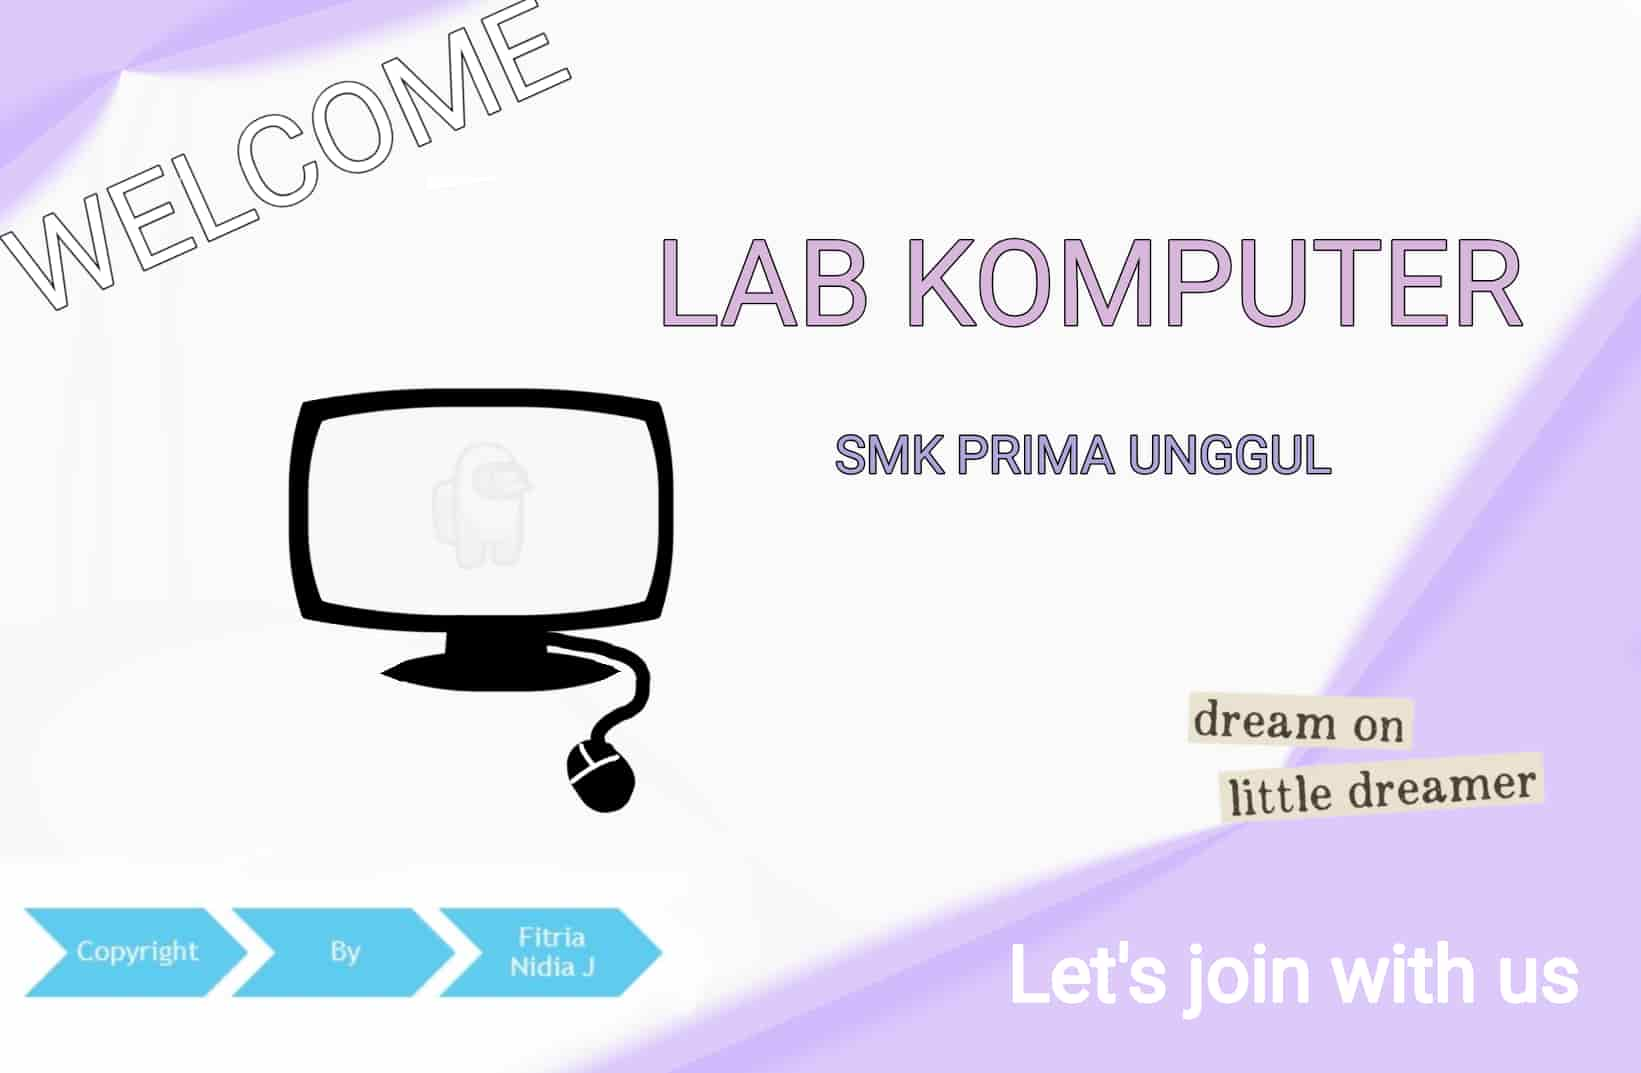 WELCOME
LAB KOMPUTER
SMK PRIMA UNGGUL
dream on
little dreamer
Copyright
By
Fitria
Nidia J
Let's join with us